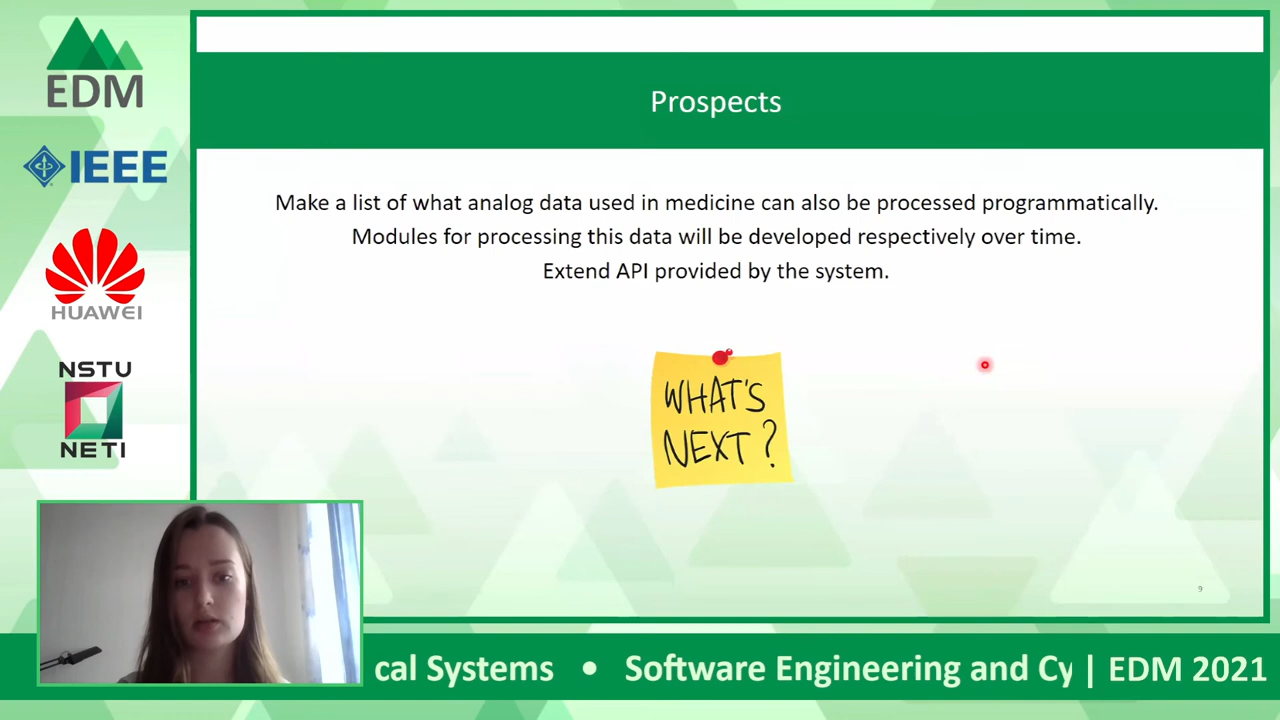 EDM
IEEE
HUAWEI
NSTU
NETI
Prospects
Make a list of what analog data used in medicine can also be processed programmatically.
Modules for processing this data will be developed respectively over time.
Extend API provided by the system.
WHAT'S
NEXT?
9
cal Systems • Software Engineering and Cy | EDM 2021